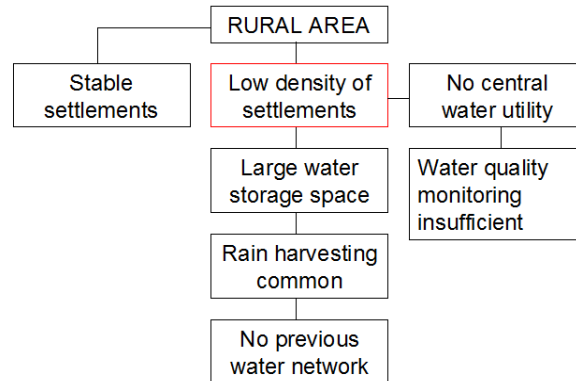 RURAL AREA
Stable
settlements
Low density of
settlements
No central
water utility
Large water
storage space
Water quality
monitoring
insufficient
Rain harvesting
common
No previous
water network